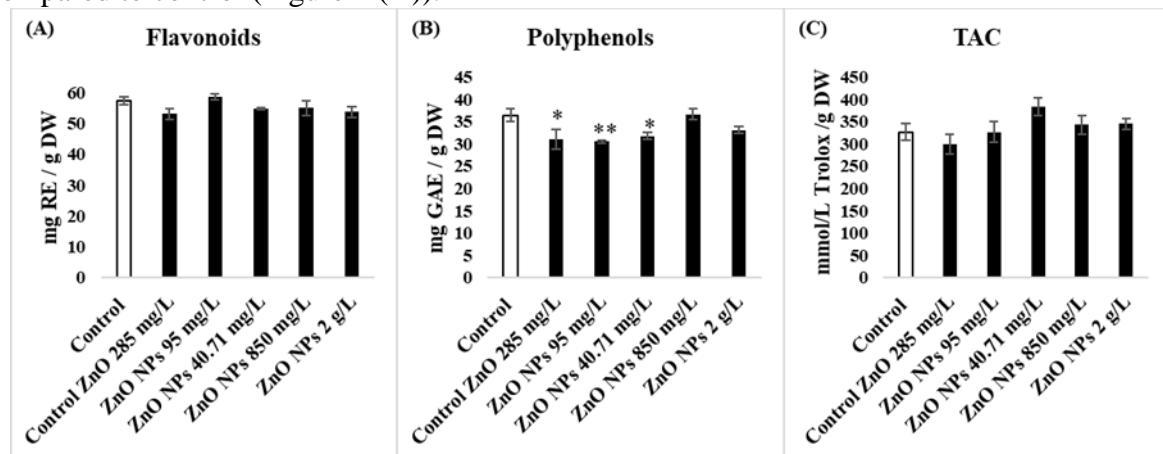 (A) Flavonoids
mg RE / g DW
60
50
40
30
20
10
0
Control
Control ZnO 285 mg/L
ZnO NPs 95 mg/L
ZnO NPs 40.71 mg/L
ZnO NPs 850 mg/L
ZnO NPs 2 g/L
(B) Polyphenols
mg GAE / g DW
45
40
35
30
25
20
15
10
5
0
*
**
*
Control
Control ZnO 285 mg/L
ZnO NPs 95 mg/L
ZnO NPs 40.71 mg/L
ZnO NPs 850 mg/L
ZnO NPs 2 g/L
(C) TAC
mmol/L Trolox /g DW
450
400
350
300
250
200
150
100
50
0
Control
Control ZnO 285 mg/L
ZnO NPs 95 mg/L
ZnO NPs 40.71 mg/L
ZnO NPs 850 mg/L
ZnO NPs 2 g/L